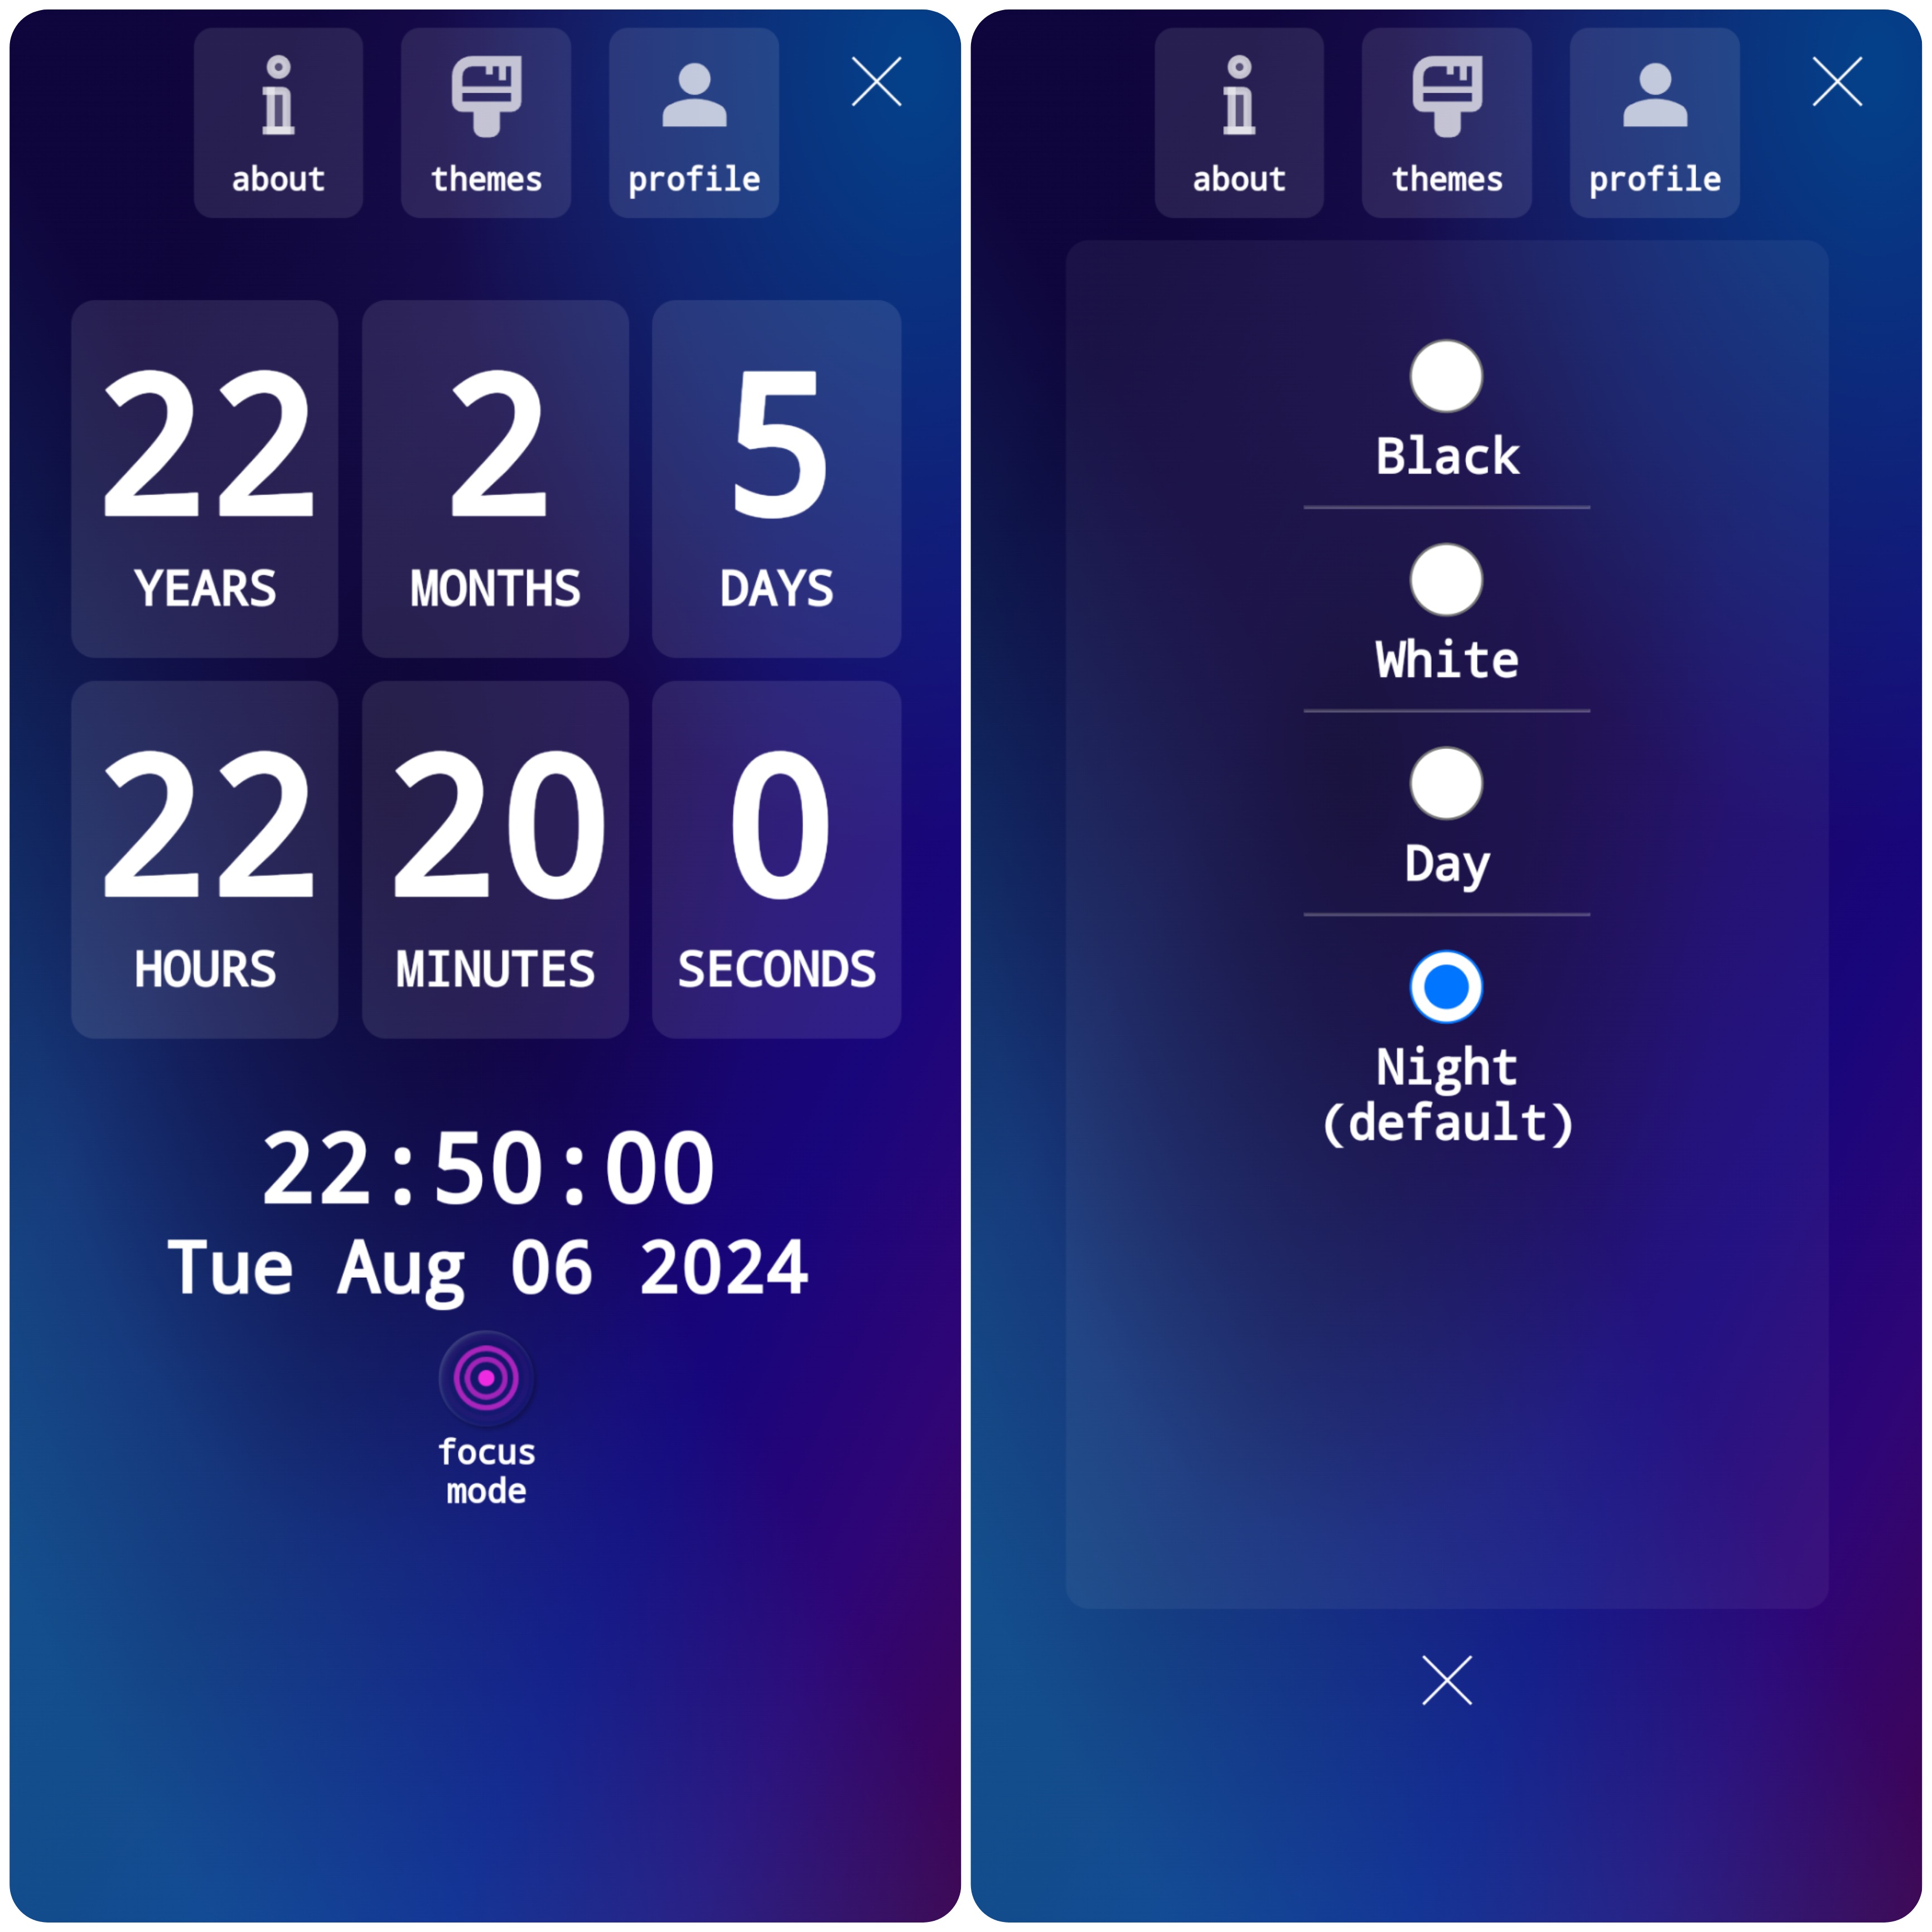 about themes profile
22 2 5
YEARS MONTHS DAYS
22 20 0
HOURS MINUTES SECONDS
22:50:00
Tue Aug 06 2024
focus
mode
about themes profile
Black
White
Day
Night
(default)